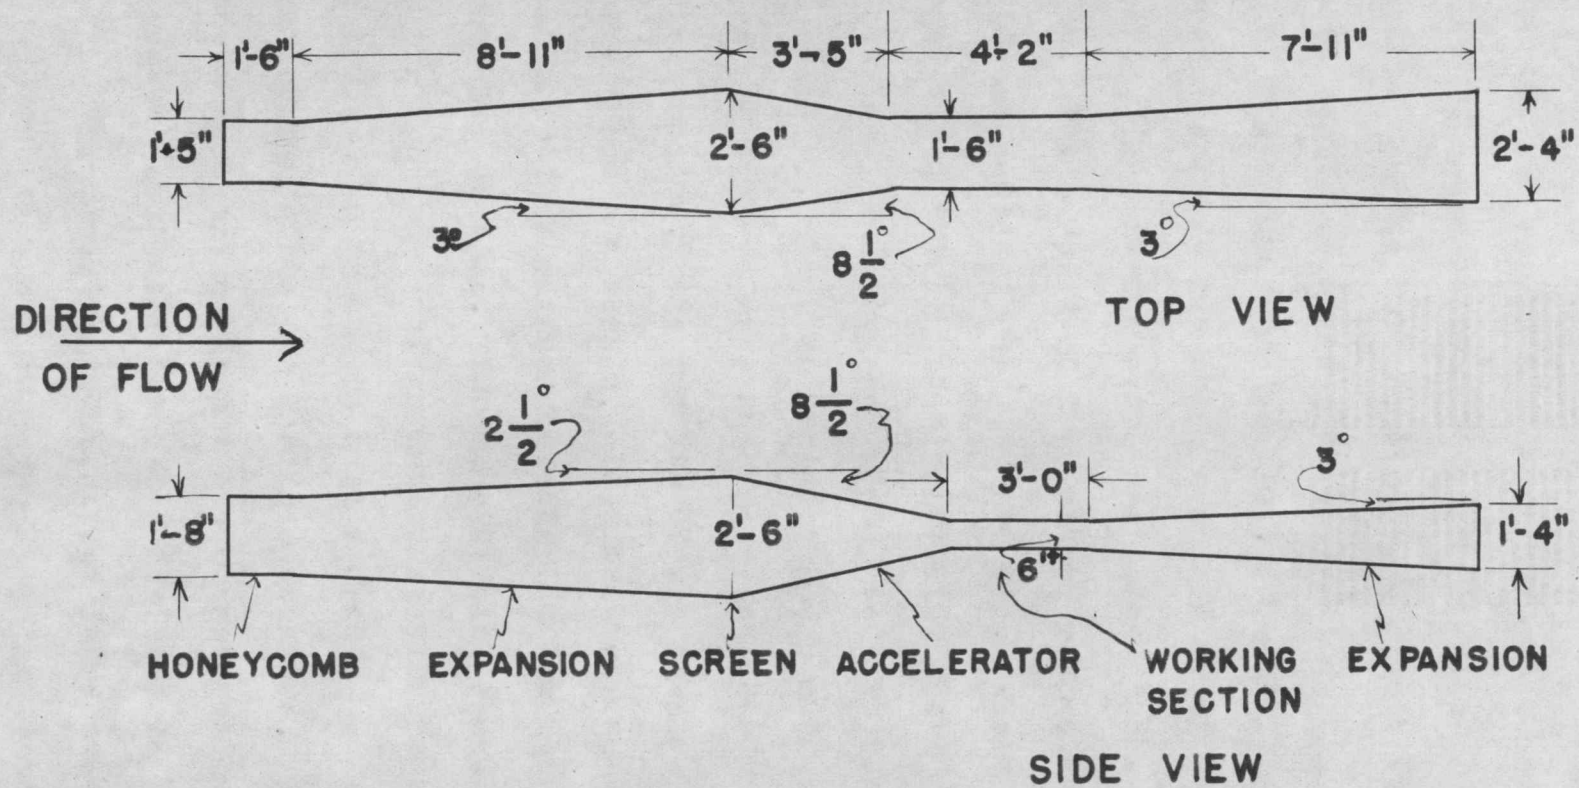 1'-6" 8'-11" 3'-5" 4'-2" 7'-11"
1'-5" 2'-6" 1'-6" 2'-4"
3° 8 1/2° 3°
TOP VIEW
DIRECTION
OF FLOW
2 1/2° 8 1/2° 3'-0" 3°
1'-8" 2'-6" 6" 1'-4"
HONEYCOMB EXPANSION SCREEN ACCELERATOR WORKING EXPANSION
SECTION
SIDE VIEW